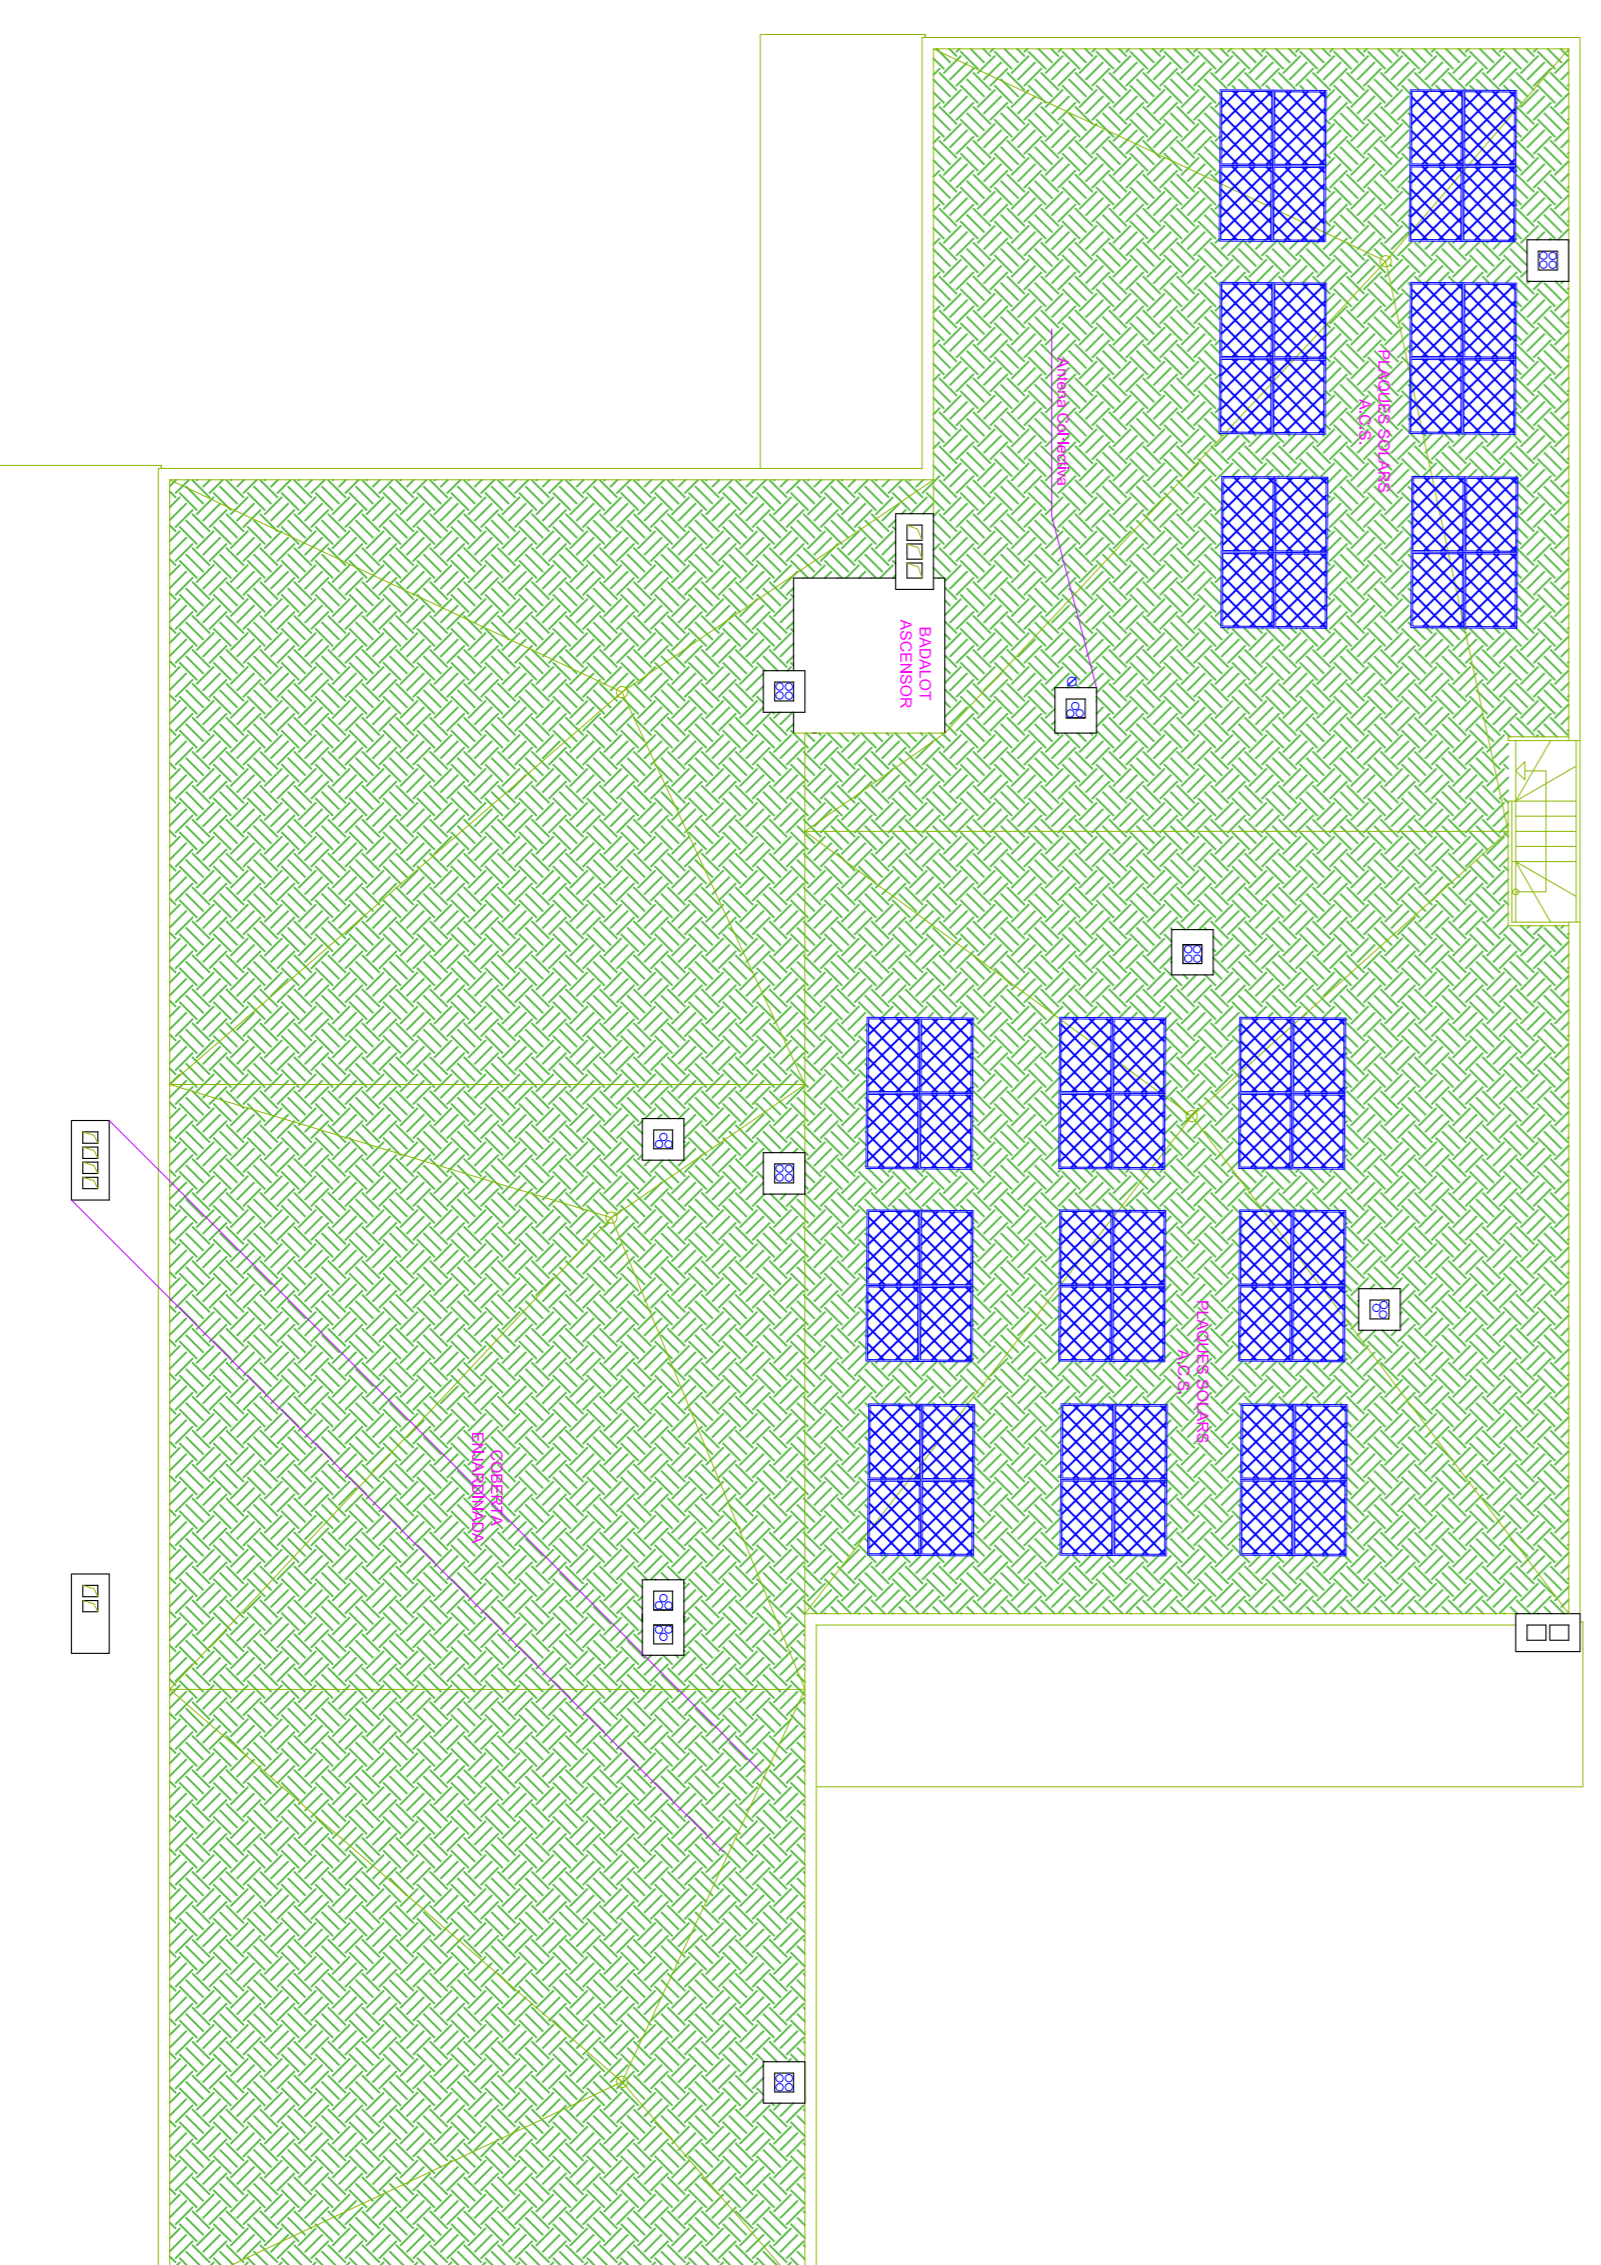 PLAQUES SOLARS
A.C.S.
Antena Col·lectiva
BADALOT
ASCENSOR
PLAQUES SOLARS
A.C.S.
COBERTA
ENJARDINADA